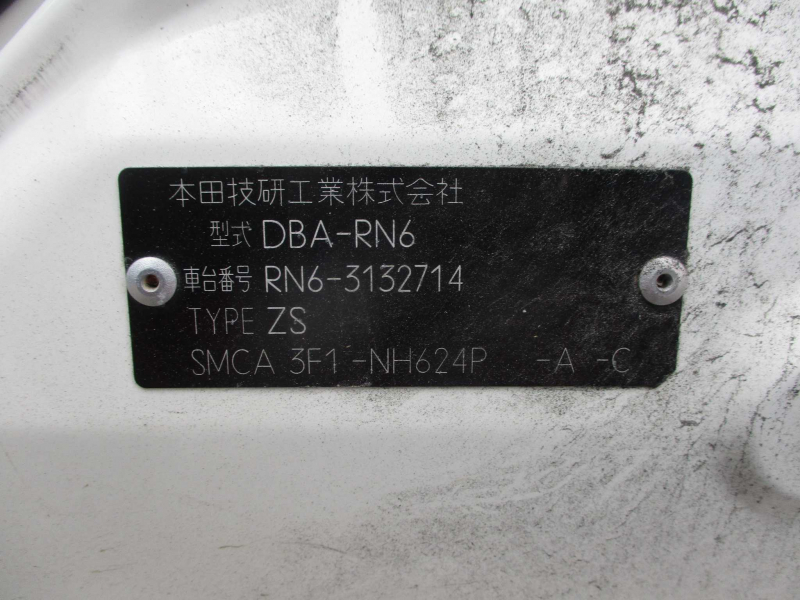 本田技研工業株式会社
型式 DBA-RN6
車台番号 RN6-3132714
TYPE ZS
SMCA 3F1 -NH624P -A -C